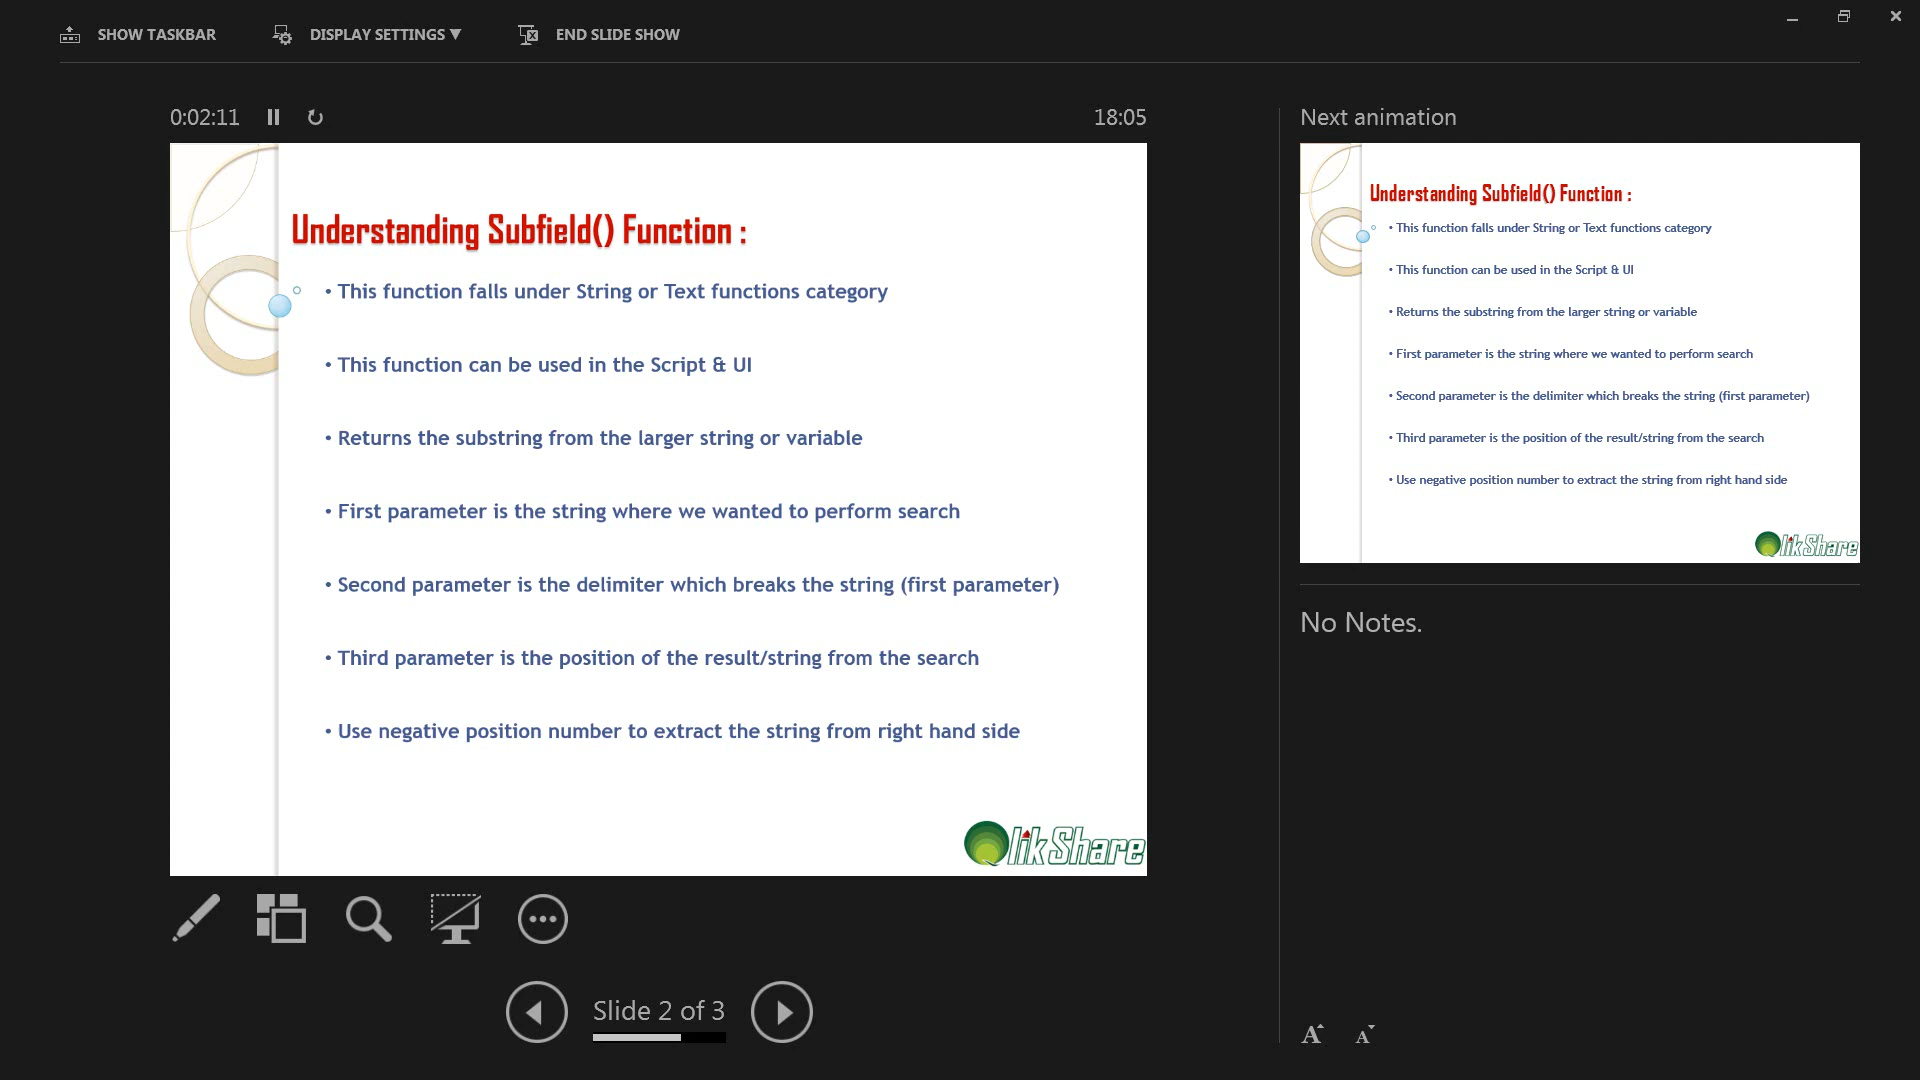 SHOW TASKBAR
DISPLAY SETTINGS ▼
END SLIDE SHOW
0:02:11
18:05
Understanding Subfield() Function :
• This function falls under String or Text functions category
• This function can be used in the Script & UI
• Returns the substring from the larger string or variable
• First parameter is the string where we wanted to perform search
• Second parameter is the delimiter which breaks the string (first parameter)
• Third parameter is the position of the result/string from the search
• Use negative position number to extract the string from right hand side
QlikShare
Slide 2 of 3
Next animation
Understanding Subfield() Function :
• This function falls under String or Text functions category
• This function can be used in the Script & UI
• Returns the substring from the larger string or variable
• First parameter is the string where we wanted to perform search
• Second parameter is the delimiter which breaks the string (first parameter)
• Third parameter is the position of the result/string from the search
• Use negative position number to extract the string from right hand side
QlikShare
No Notes.
A A